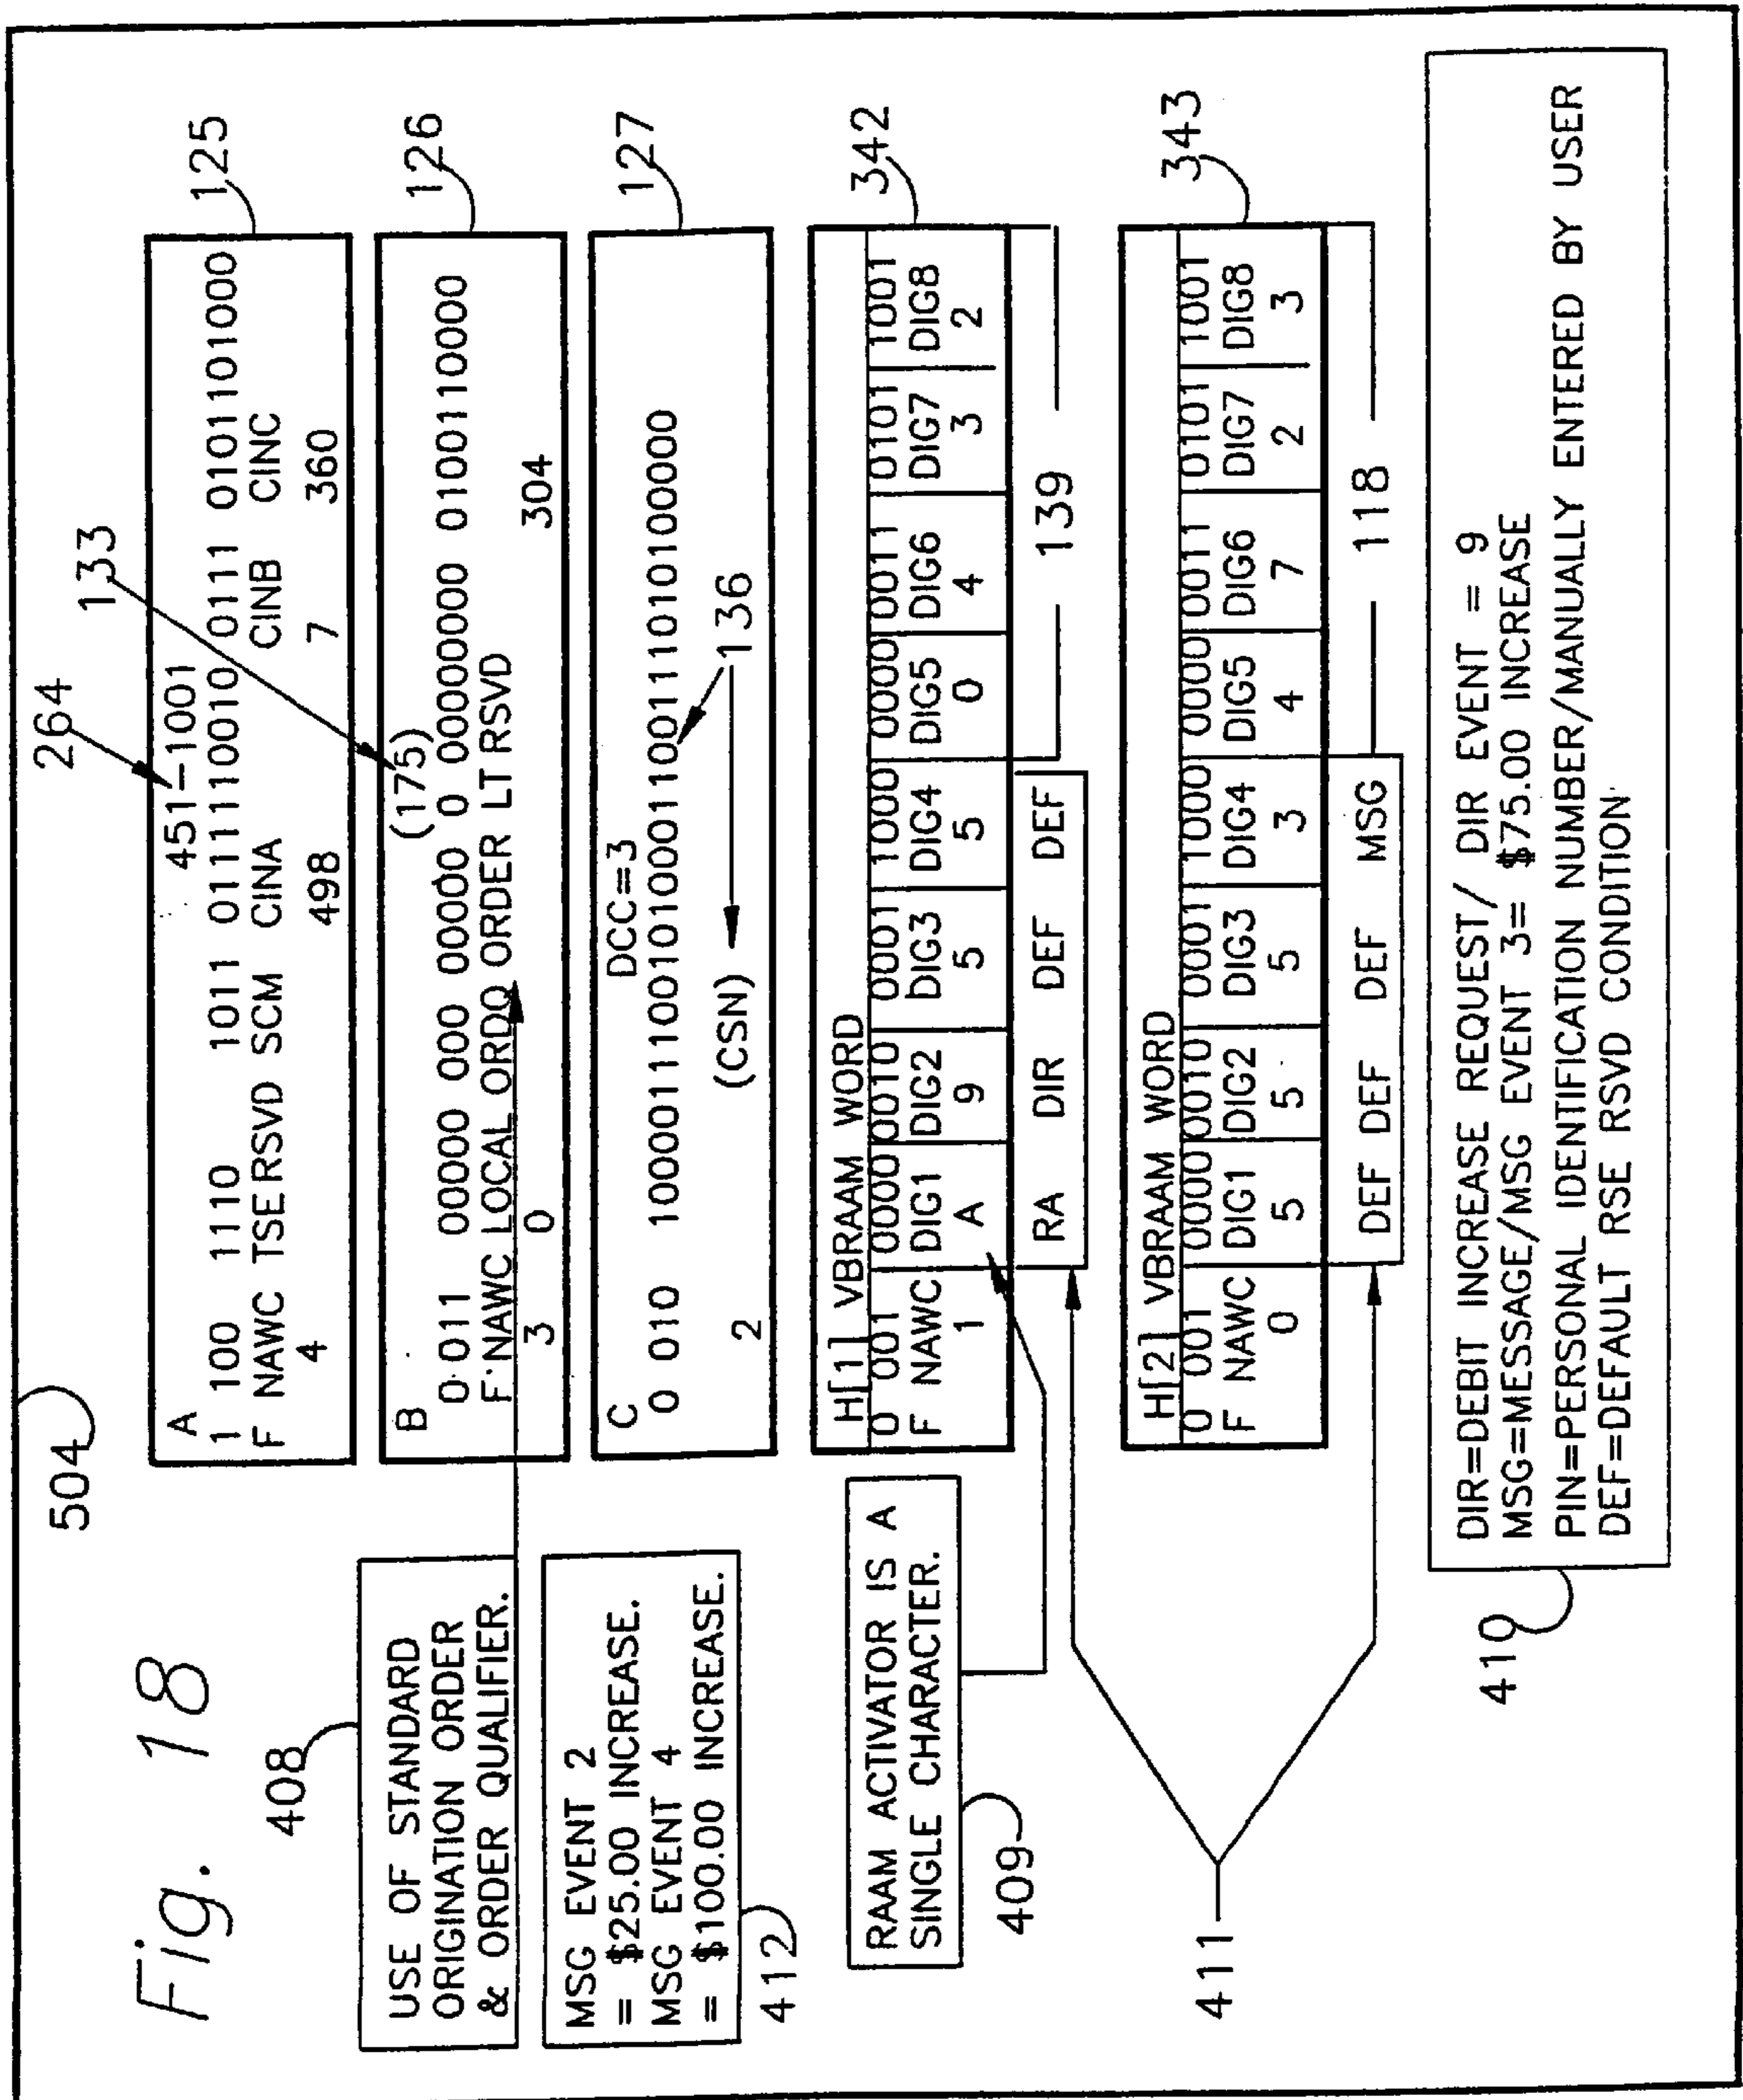 Fig. 18
504
408
USE OF STANDARD
ORIGINATION ORDER
& ORDER QUALIFIER.
MSG EVENT 2
= $25.00 INCREASE.
MSG EVENT 4
= $100.00 INCREASE.
412
RAAM ACTIVATOR IS A
SINGLE CHARACTER.
409
411
264
133
A 451-1001
1 100 1110 1011 0111110010 0111 0101101000
F NAWC TSERSVD SCM CINA CINB CINC
4 498 7 360
125
B (175)
0 011 00000 000 00000 0 00000000 0100110000
F NAWC LOCAL ORDQ ORDER LT RSVD
3 0 304
126
C DCC=3
0 010 10000111001010100011001110101010000
(CSN) 136
2
127
H[1] VBRAAM WORD
0 001 0000 0010 0001 1000 0000 0011 0101 1001
F NAWC DIG1 DIG2 DIG3 DIG4 DIG5 DIG6 DIG7 DIG8
1 A 9 5 5 0 4 3 2
342
RA DIR DEF DEF
139
H[2] VBRAAM WORD
0 001 0000 0010 0001 1000 0000 0011 0101 1001
F NAWC DIG1 DIG2 DIG3 DIG4 DIG5 DIG6 DIG7 DIG8
0 5 5 5 3 4 7 2 3
343
DEF DEF DEF MSG
118
DIR=DEBIT INCREASE REQUEST/ DIR EVENT = 9
MSG=MESSAGE/MSG EVENT 3= $75.00 INCREASE
PIN=PERSONAL IDENTIFICATION NUMBER/MANUALLY ENTERED BY USER
DEF=DEFAULT RSE RSVD CONDITION
410